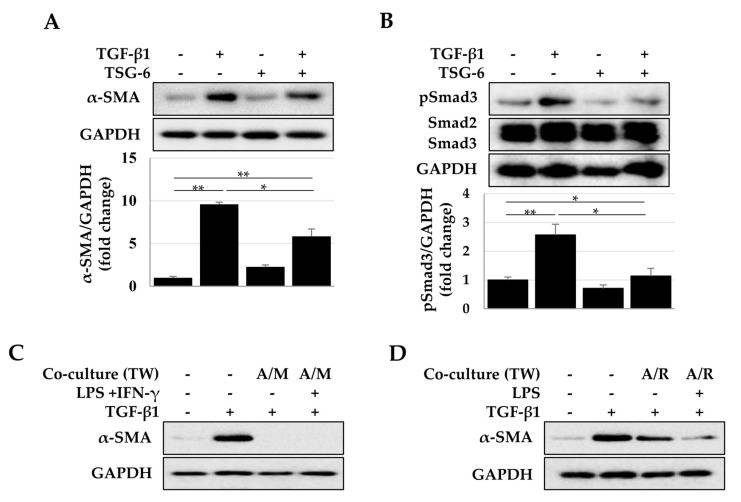 A
TGF-β1 - + - +
TSG-6 - - + +
α-SMA
GAPDH
15
10
5
0
α-SMA/GAPDH
(fold change)
**
**
*
B
TGF-β1 - + - +
TSG-6 - - + +
pSmad3
Smad2
Smad3
GAPDH
4
3
2
1
0
pSmad3/GAPDH
(fold change)
*
**
*
C
Co-culture (TW) - - A/M A/M
LPS +IFN-γ - - - +
TGF-β1 - + + +
α-SMA
GAPDH
D
Co-culture (TW) - - A/R A/R
LPS - - - +
TGF-β1 - + + +
α-SMA
GAPDH